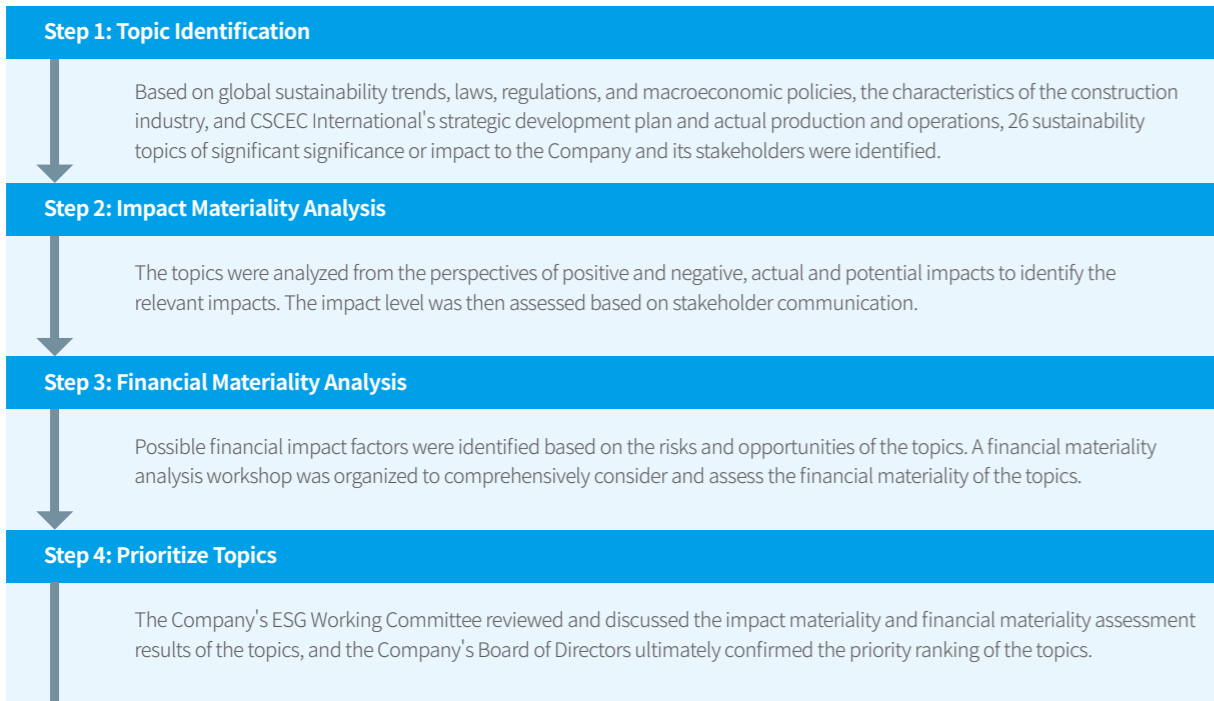 Step 1: Topic Identification
Based on global sustainability trends, laws, regulations, and macroeconomic policies, the characteristics of the construction
industry, and CSCEC International's strategic development plan and actual production and operations, 26 sustainability
topics of significant significance or impact to the Company and its stakeholders were identified.
Step 2: Impact Materiality Analysis
The topics were analyzed from the perspectives of positive and negative, actual and potential impacts to identify the
relevant impacts. The impact level was then assessed based on stakeholder communication.
Step 3: Financial Materiality Analysis
Possible financial impact factors were identified based on the risks and opportunities of the topics. A financial materiality
analysis workshop was organized to comprehensively consider and assess the financial materiality of the topics.
Step 4: Prioritize Topics
The Company's ESG Working Committee reviewed and discussed the impact materiality and financial materiality assessment
results of the topics, and the Company's Board of Directors ultimately confirmed the priority ranking of the topics.